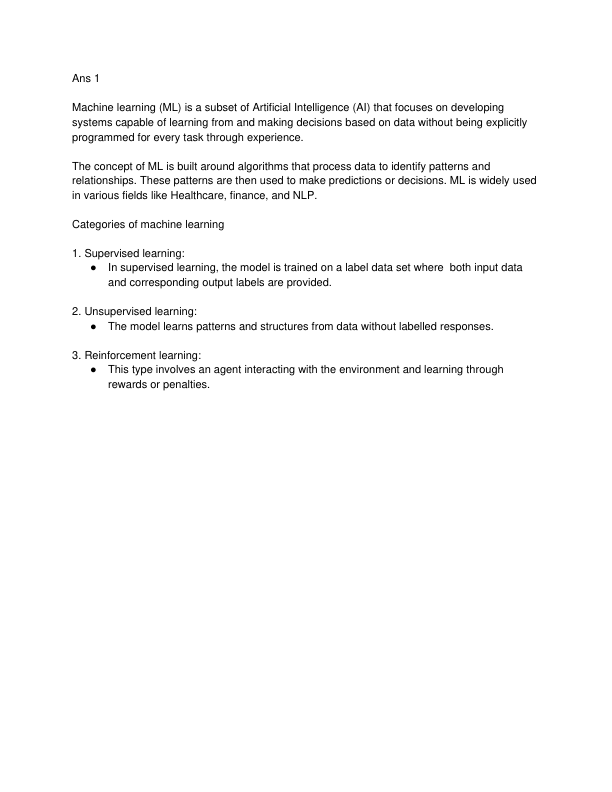 Ans 1
Machine learning (ML) is a subset of Artificial Intelligence (AI) that focuses on developing
systems capable of learning from and making decisions based on data without being explicitly
programmed for every task through experience.
The concept of ML is built around algorithms that process data to identify patterns and
relationships. These patterns are then used to make predictions or decisions. ML is widely used
in various fields like Healthcare, finance, and NLP.
Categories of machine learning
1. Supervised learning:
● In supervised learning, the model is trained on a label data set where  both input data
and corresponding output labels are provided.
2. Unsupervised learning:
● The model learns patterns and structures from data without labelled responses.
3. Reinforcement learning:
● This type involves an agent interacting with the environment and learning through
rewards or penalties.